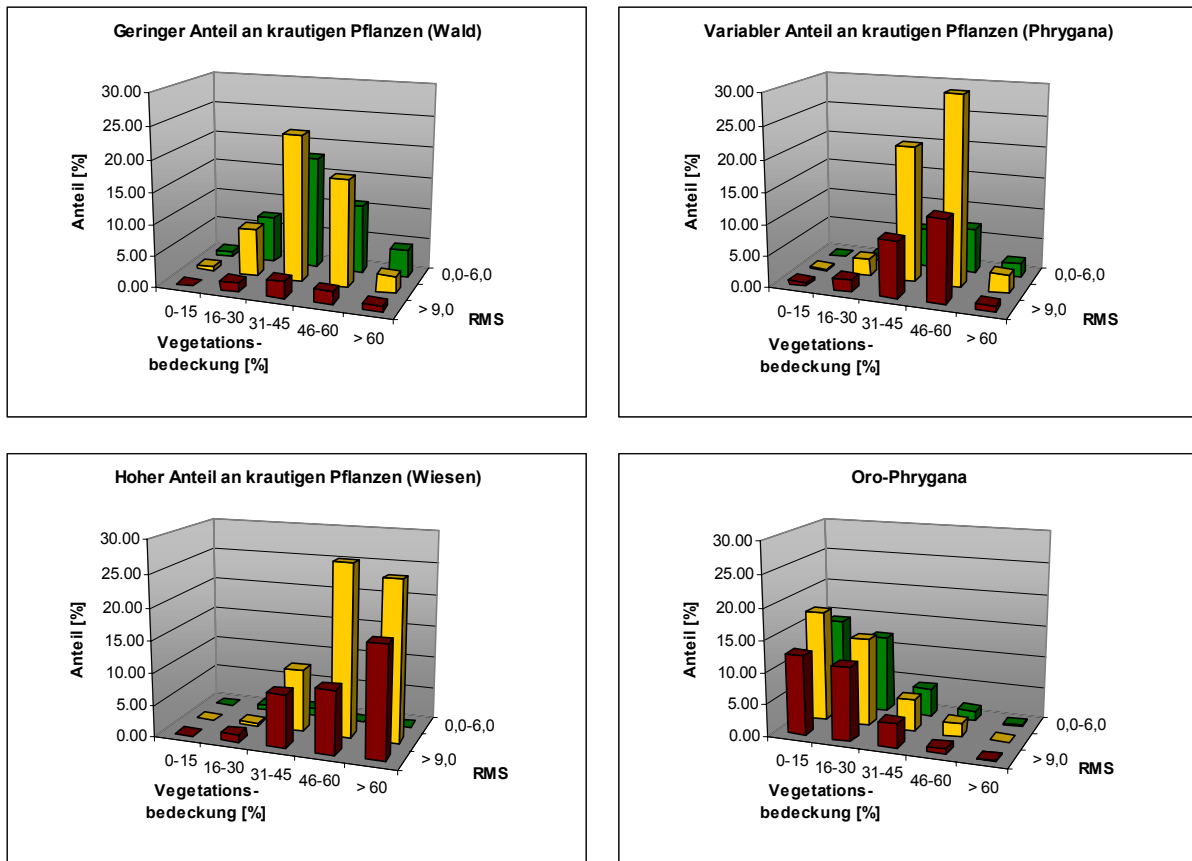 Geringer Anteil an krautigen Pflanzen (Wald)
30.00
25.00
20.00
15.00
10.00
5.00
0.00
Anteil [%]
0-15
16-30
31-45
46-60
> 60
Vegetations-
bedeckung [%]
0,0-6,0
> 9,0
RMS
Variabler Anteil an krautigen Pflanzen (Phrygana)
30.00
25.00
20.00
15.00
10.00
5.00
0.00
Anteil [%]
0-15
16-30
31-45
46-60
> 60
Vegetations-
bedeckung [%]
0,0-6,0
> 9,0
RMS
Hoher Anteil an krautigen Pflanzen (Wiesen)
30.00
25.00
20.00
15.00
10.00
5.00
0.00
Anteil [%]
0-15
16-30
31-45
46-60
> 60
Vegetations-
bedeckung [%]
0,0-6,0
> 9,0
RMS
Oro-Phrygana
30.00
25.00
20.00
15.00
10.00
5.00
0.00
Anteil [%]
0-15
16-30
31-45
46-60
> 60
Vegetations-
bedeckung [%]
0,0-6,0
> 9,0
RMS